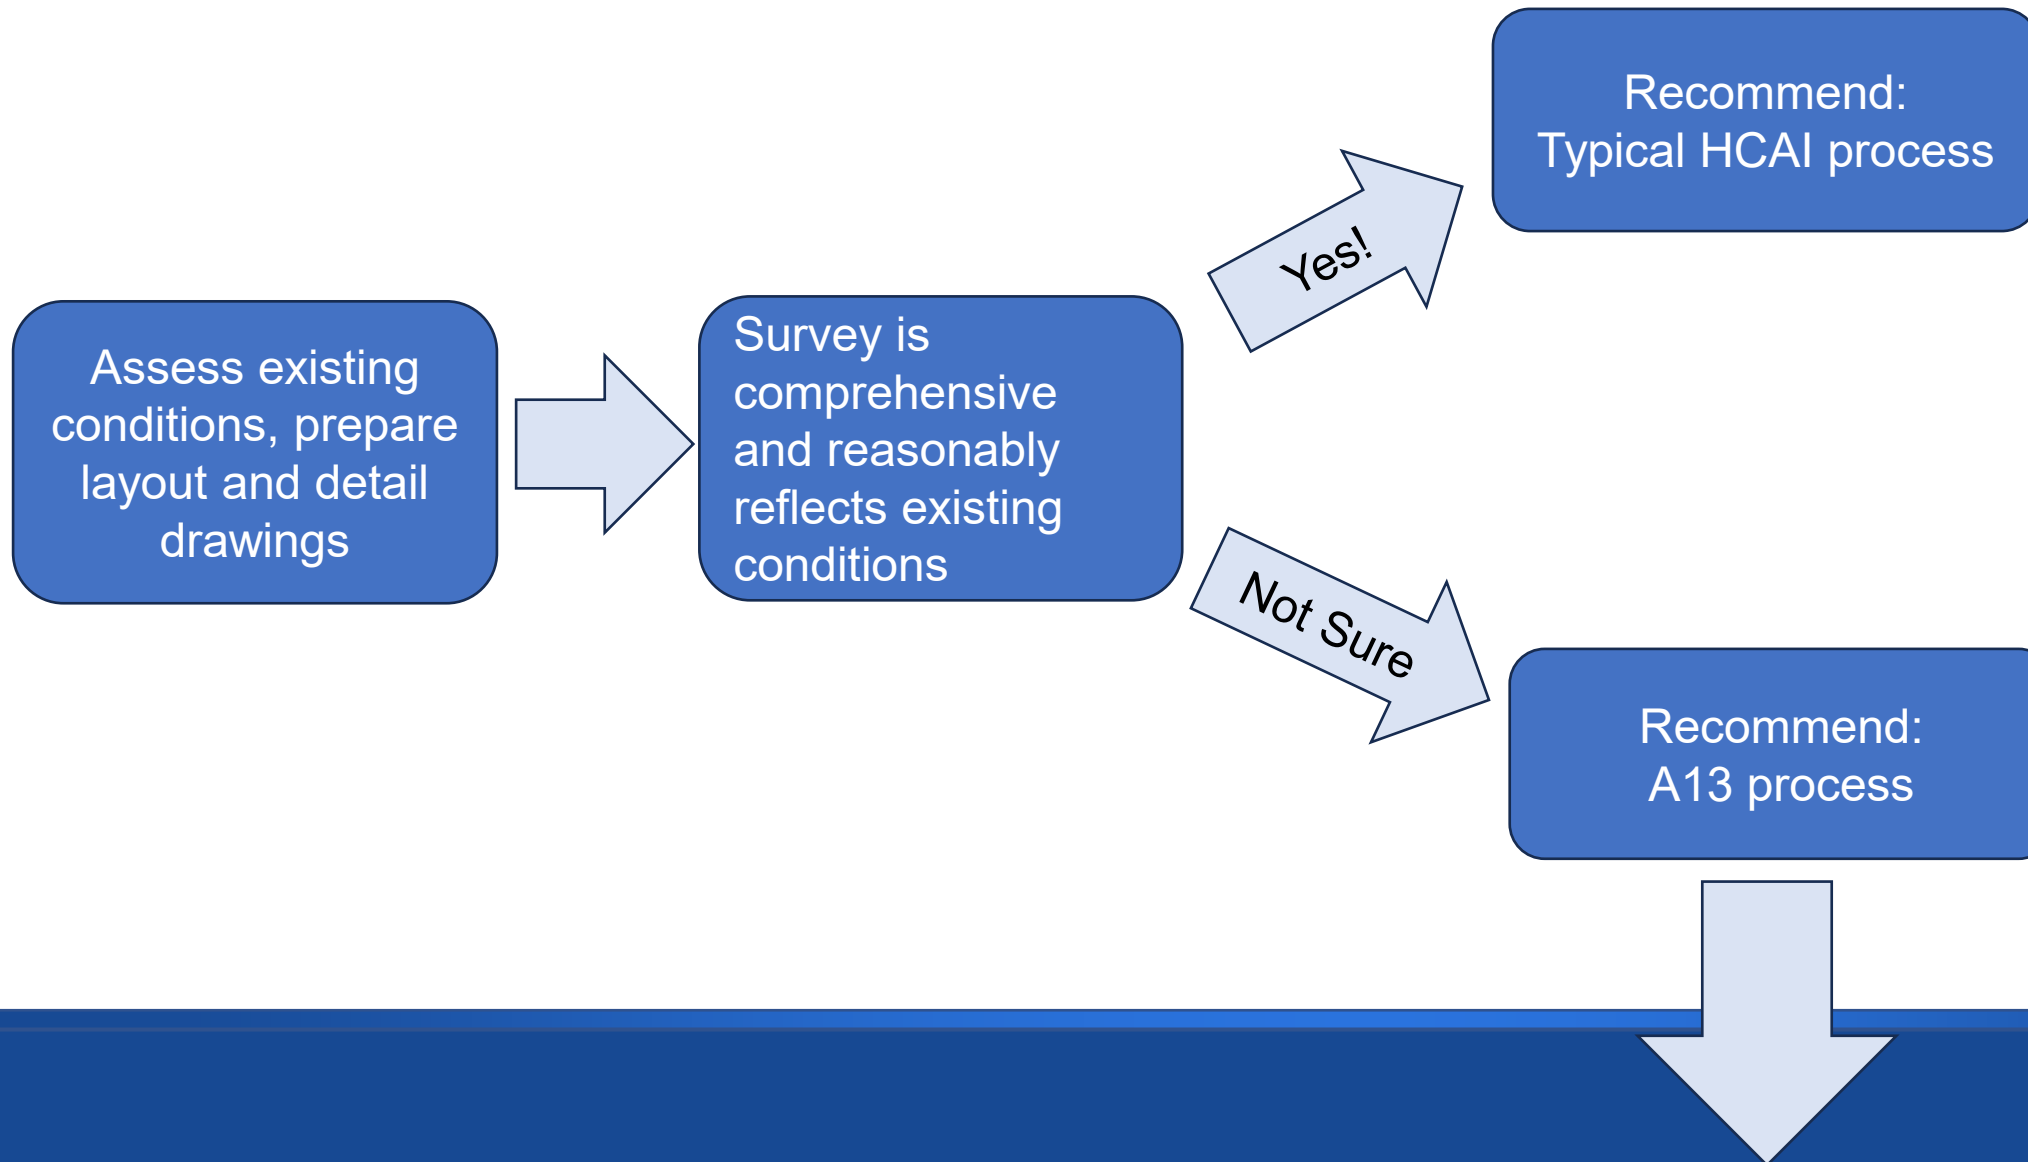 Assess existing
conditions, prepare
layout and detail
drawings
Survey is
comprehensive
and reasonably
reflects existing
conditions
Yes!
Recommend:
Typical HCAI process
Not Sure
Recommend:
A13 process